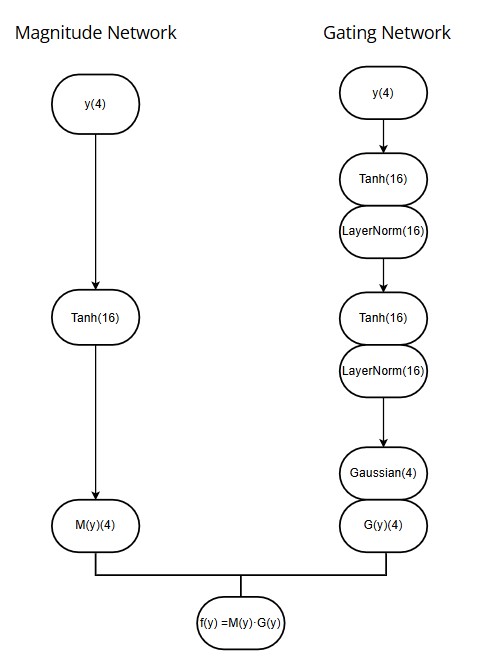 Magnitude Network
Gating Network
y(4)
y(4)
Tanh(16)
LayerNorm(16)
Tanh(16)
Tanh(16)
LayerNorm(16)
Gaussian(4)
M(y)(4)
G(y)(4)
f(y) =M(y)·G(y)